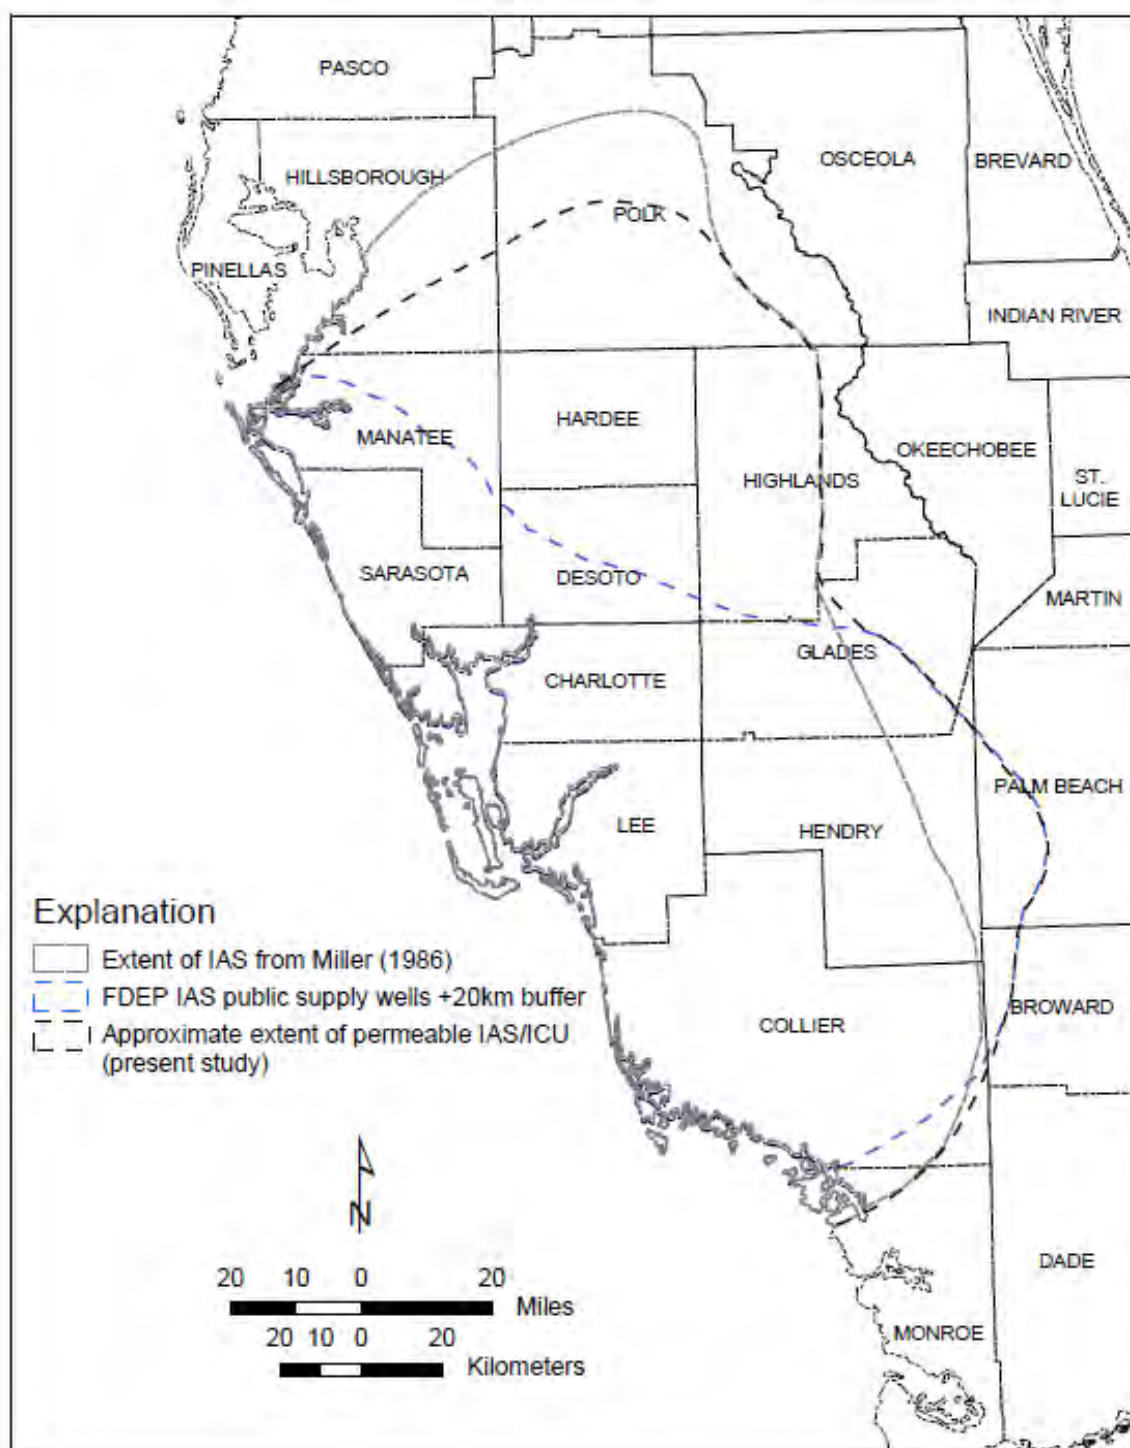 PASCO
OSCEOLA
BREVARD
HILLSBOROUGH
POLK
PINELLAS
INDIAN RIVER
HARDEE
MANATEE
OKEECHOBEE
HIGHLANDS
ST.
LUCIE
SARASOTA
DESOTO
MARTIN
GLADES
CHARLOTTE
PALM BEACH
LEE
HENDRY
Explanation
Extent of IAS from Miller (1986)
FDEP IAS public supply wells +20km buffer
Approximate extent of permeable IAS/ICU
(present study)
BROWARD
COLLIER
N
DADE
20 10 0 20
Miles
MONROE
20 10 0 20
Kilometers